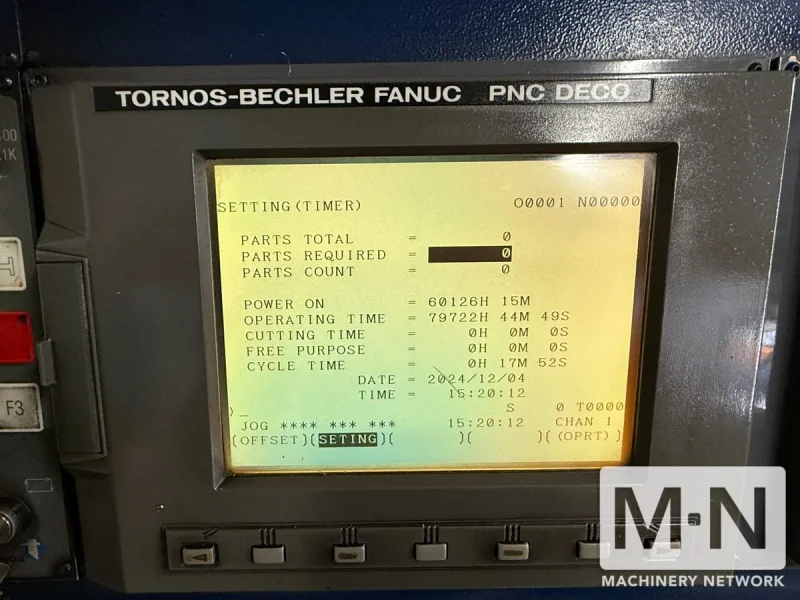 TORNOS-BECHLER FANUC PNC DECO
SETTING(TIMER) O0001 N00000
PARTS TOTAL = 0
PARTS REQUIRED = 0
PARTS COUNT = 0
POWER ON = 60126H 15M
OPERATING TIME = 79722H 44M 49S
CUTTING TIME = 0H 0M 0S
FREE PURPOSE = 0H 0M 0S
CYCLE TIME = 0H 17M 52S
DATE = 2024/12/04
TIME = 15:20:12
S 0 T0000
)_
JOG **** *** *** 15:20:12 CHAN 1
(OFFSET)(SETING)( )( )((OPRT))
F3
M·N
MACHINERY NETWORK